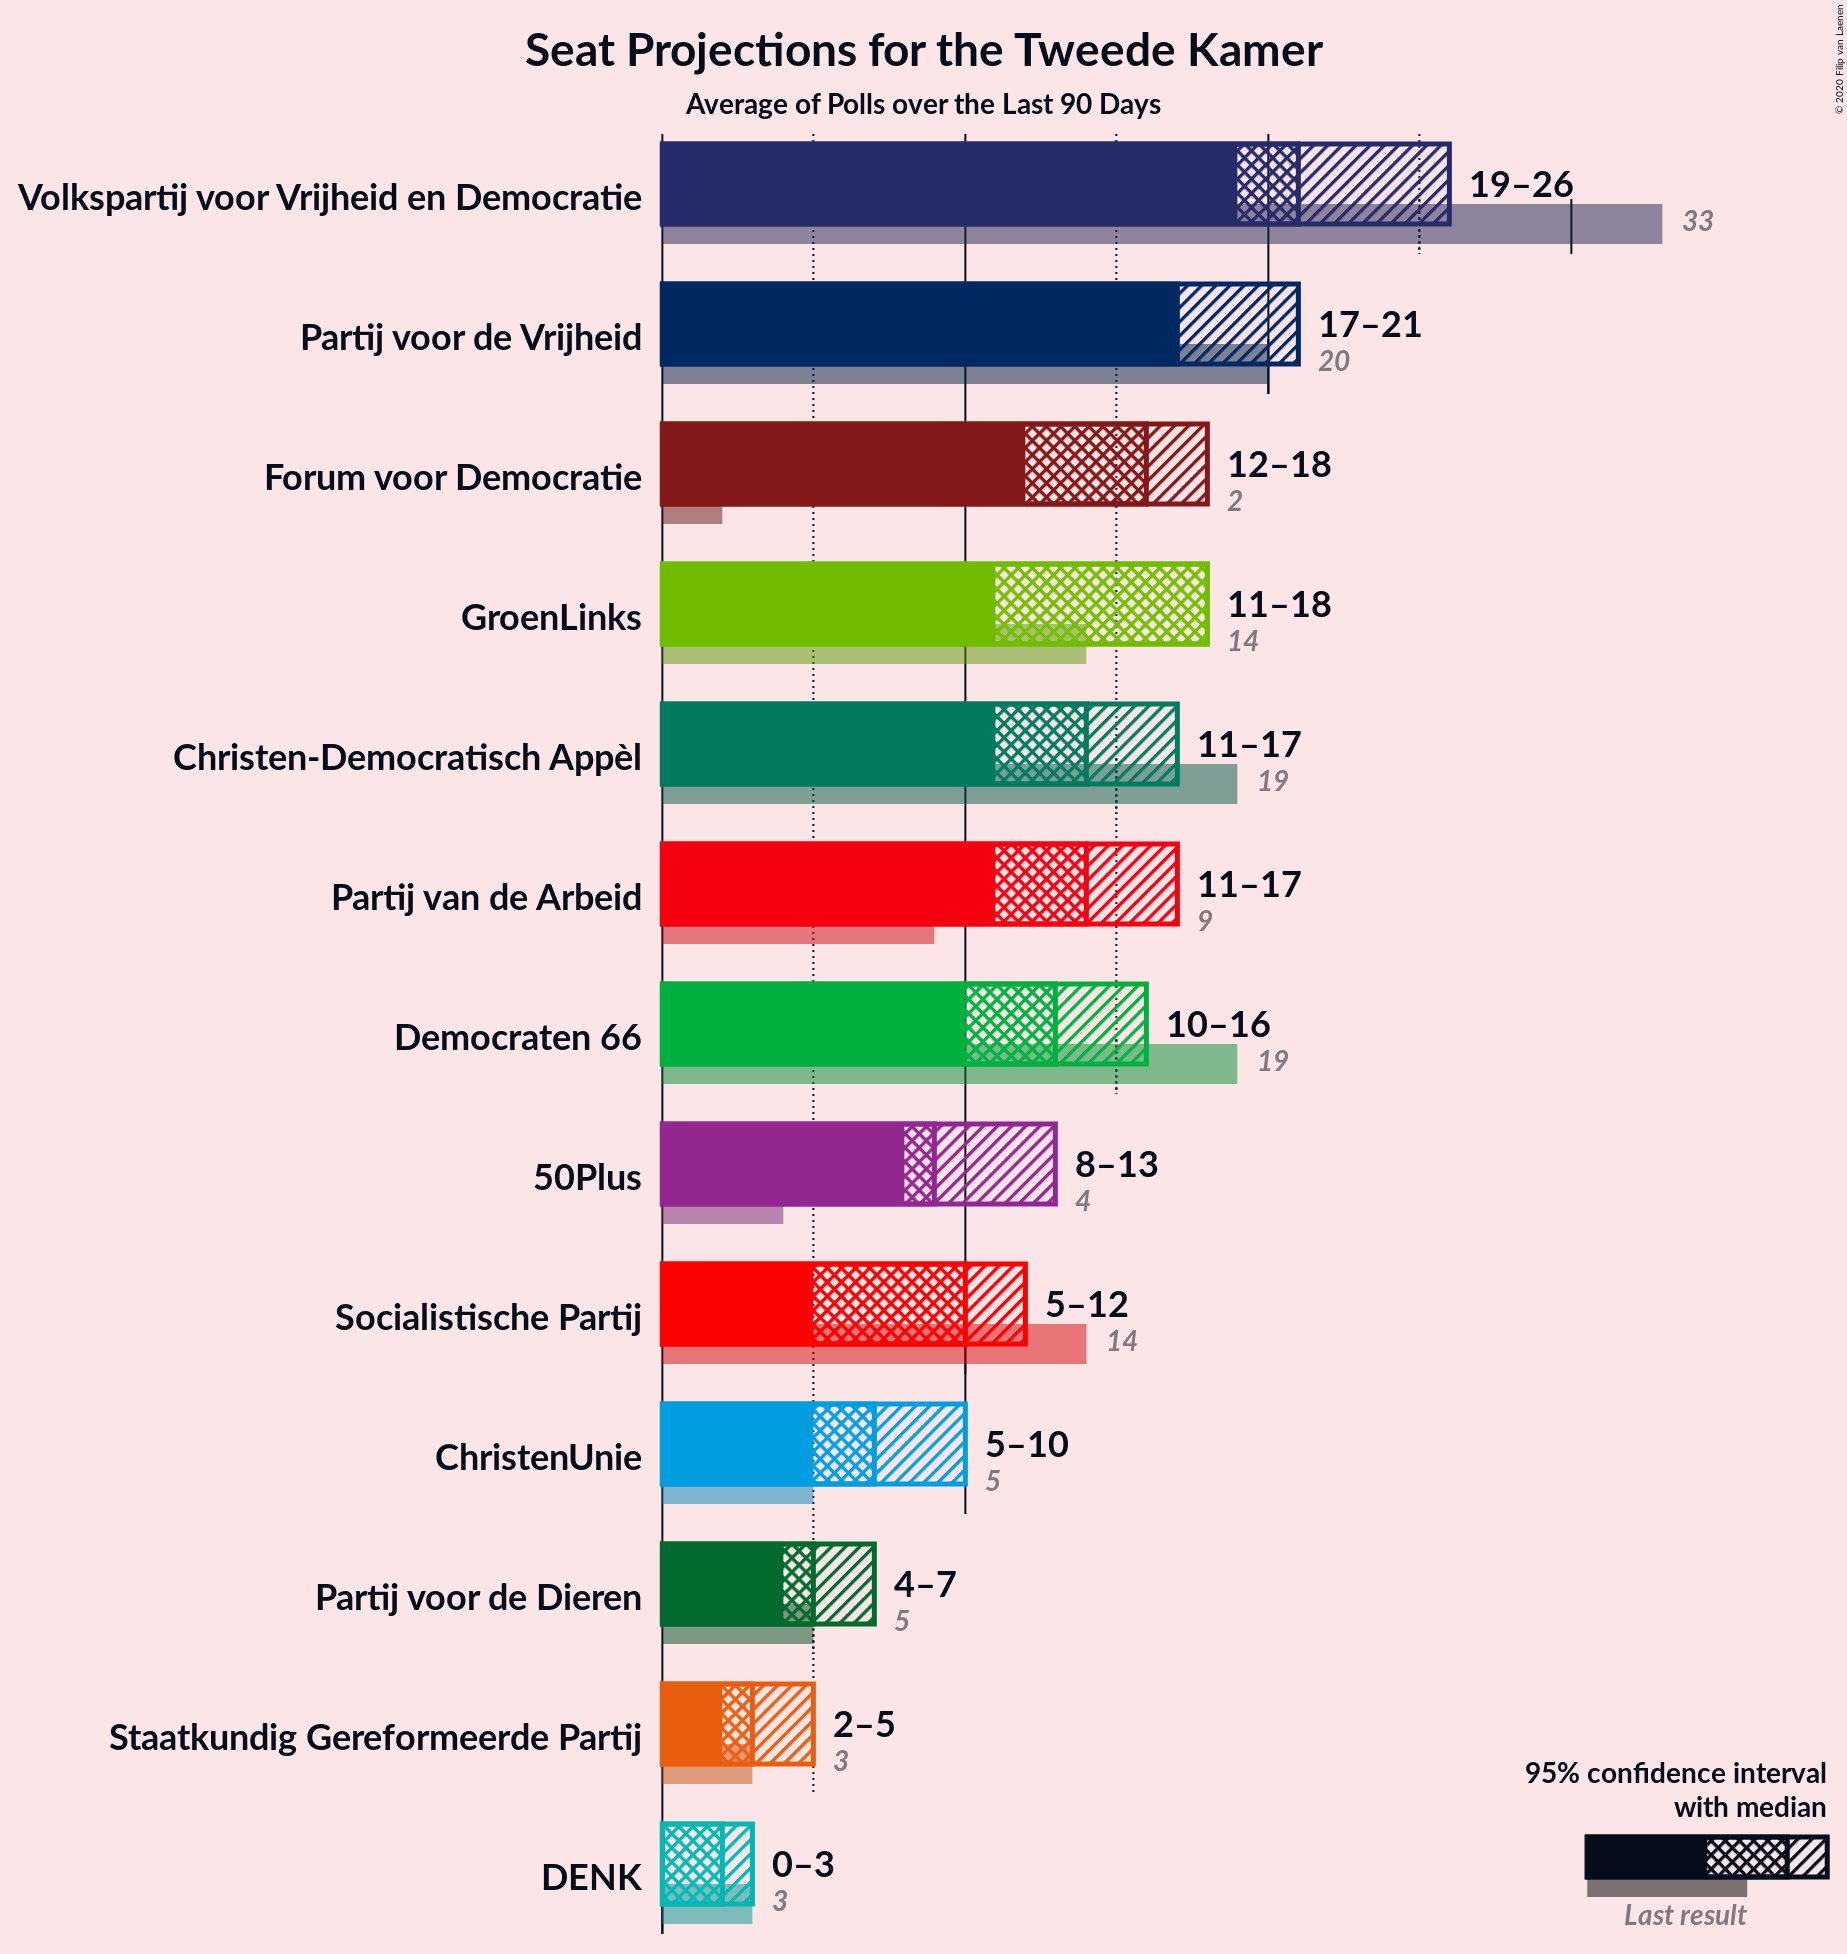 Seat Projections for the Tweede Kamer
Average of Polls over the Last 90 Days
© 2020 Filip van Laenen
Volkspartij voor Vrijheid en Democratie
19–26
33
Partij voor de Vrijheid
17–21
20
Forum voor Democratie
12–18
2
GroenLinks
11–18
14
Christen-Democratisch Appèl
11–17
19
Partij van de Arbeid
11–17
9
Democraten 66
10–16
19
50Plus
8–13
4
Socialistische Partij
5–12
14
ChristenUnie
5–10
5
Partij voor de Dieren
4–7
5
Staatkundig Gereformeerde Partij
2–5
3
DENK
0–3
3
95% confidence interval
with median
Last result